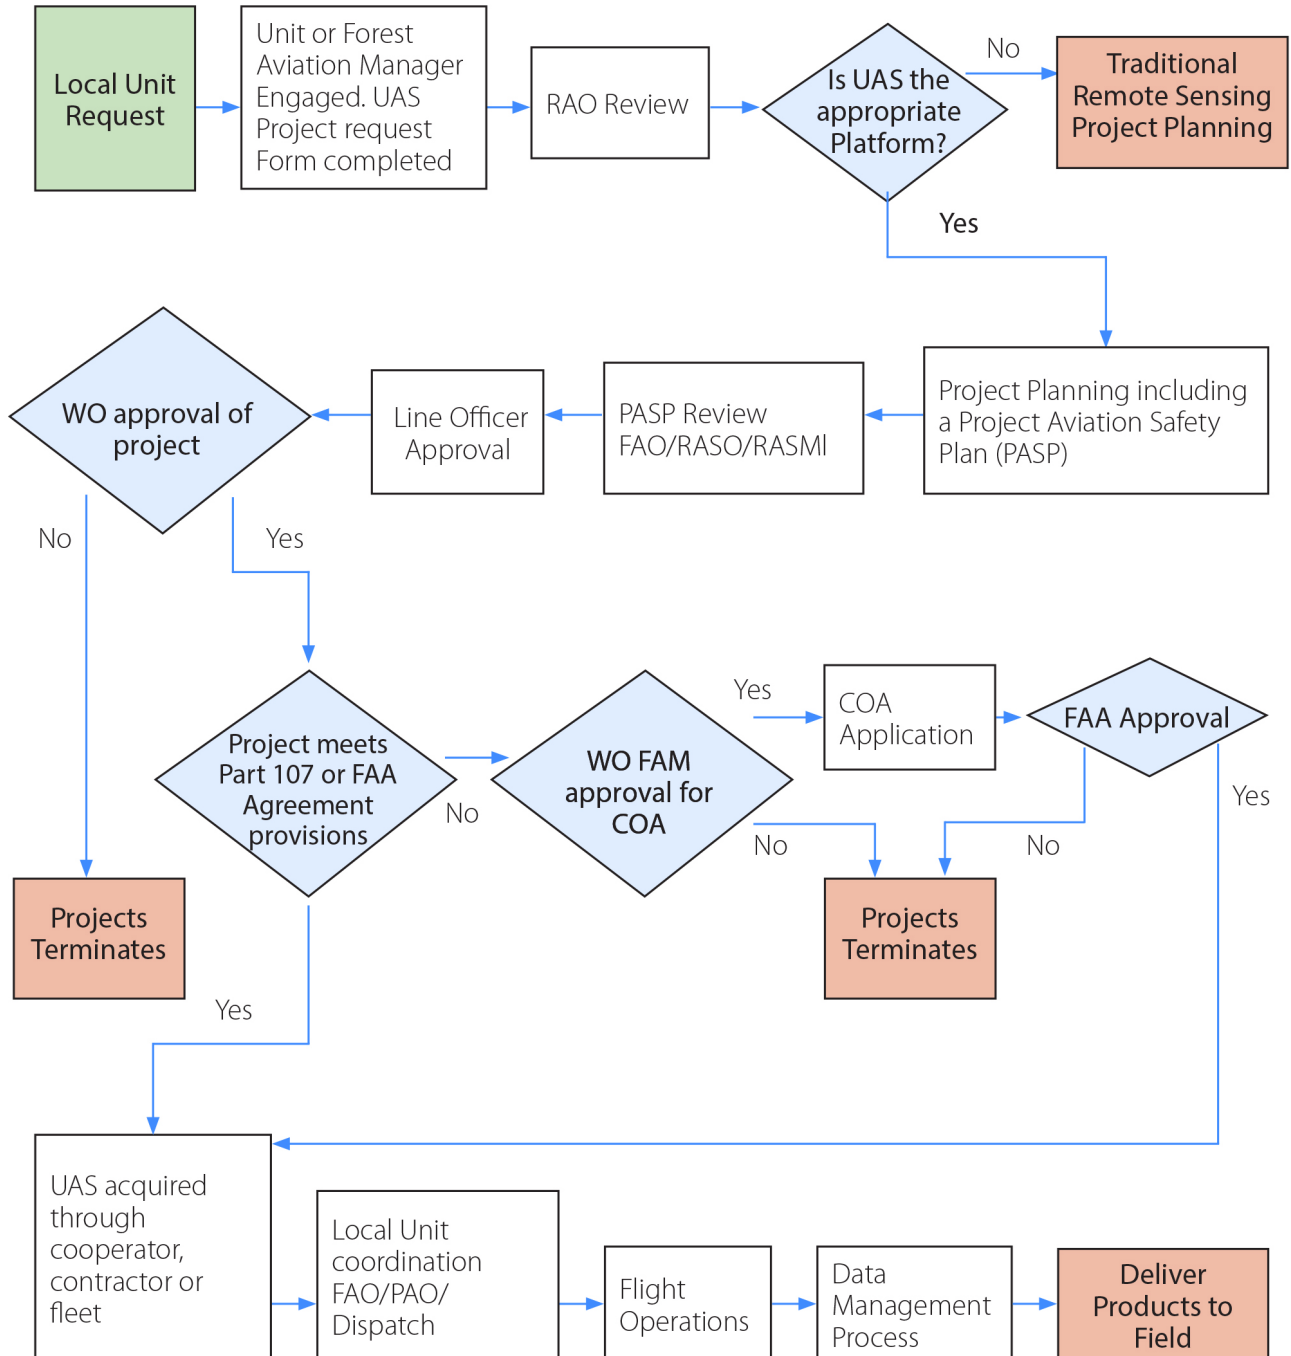 Local Unit
Request
Unit or Forest
Aviation Manager
Engaged. UAS
Project request
Form completed
RAO Review
Is UAS the
appropriate
Platform?
No
Traditional
Remote Sensing
Project Planning
Yes
Project Planning including
a Project Aviation Safety
Plan (PASP)
PASP Review
FAO/RASO/RASMl
Line Officer
Approval
WO approval of
project
No
Yes
Project meets
Part 107 or FAA
Agreement
provisions
No
WO FAM
approval for
COA
Yes
COA
Application
FAA Approval
Yes
No
No
Projects
Terminates
Projects
Terminates
Yes
UAS acquired
through
cooperator,
contractor or
fleet
Local Unit
coordination
FAO/PAO/
Dispatch
Flight
Operations
Data
Management
Process
Deliver
Products to
Field